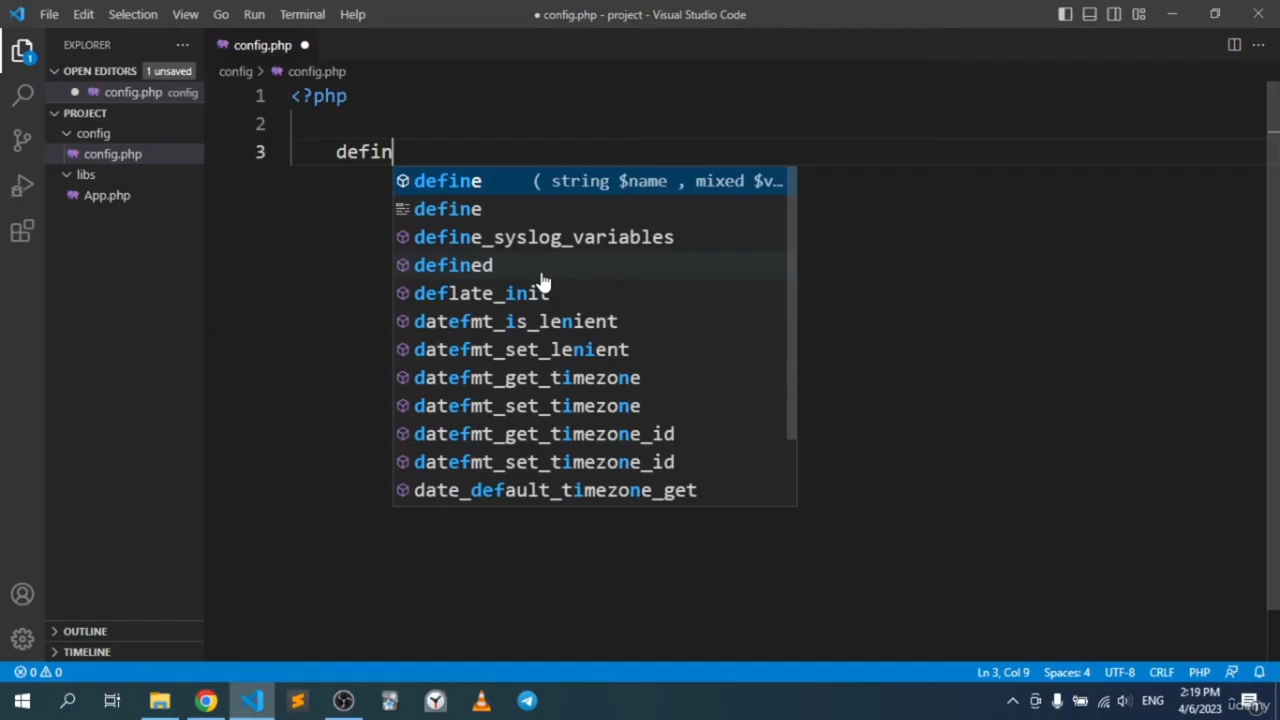 File Edit Selection View Go Run Terminal Help ● config.php - project - Visual Studio Code
EXPLORER ··· config.php ●
OPEN EDITORS 1 unsaved
config > config.php
● config.php config
PROJECT
config
config.php
libs
App.php
1 <?php
2
3 defin
define ( string $name , mixed $v…
define
define_syslog_variables
defined
deflate_init
datefmt_is_lenient
datefmt_set_lenient
datefmt_get_timezone
datefmt_set_timezone
datefmt_get_timezone_id
datefmt_set_timezone_id
date_default_timezone_get
OUTLINE
TIMELINE
0 0 Ln 3, Col 9 Spaces: 4 UTF-8 CRLF PHP
ENG 2:19 PM
4/6/2023
udemy
1